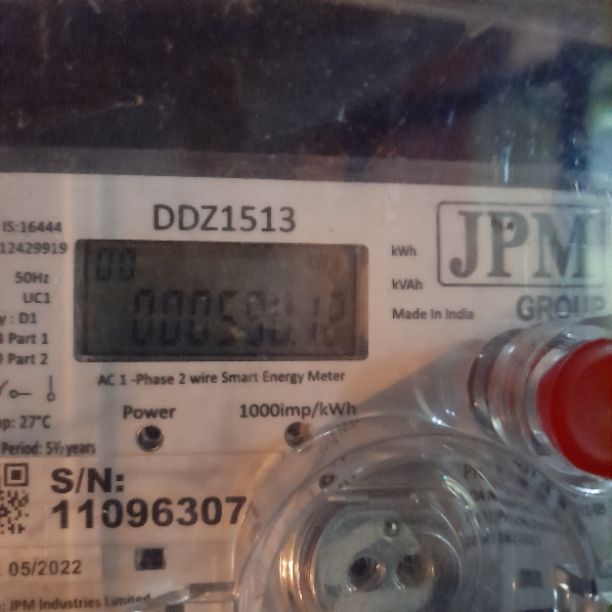 DDZ1513
IS:16444
12429919
50Hz
UC1
: D1
Part 1
Part 2
: 27°C
Period: 5½ years
00
kWh
kVAh
Made In India
JPM
GROUP
AC 1 -Phase 2 wire Smart Energy Meter
Power
1000imp/kWh
S/N:
11096307
05/2022
: JPM Industries Limited